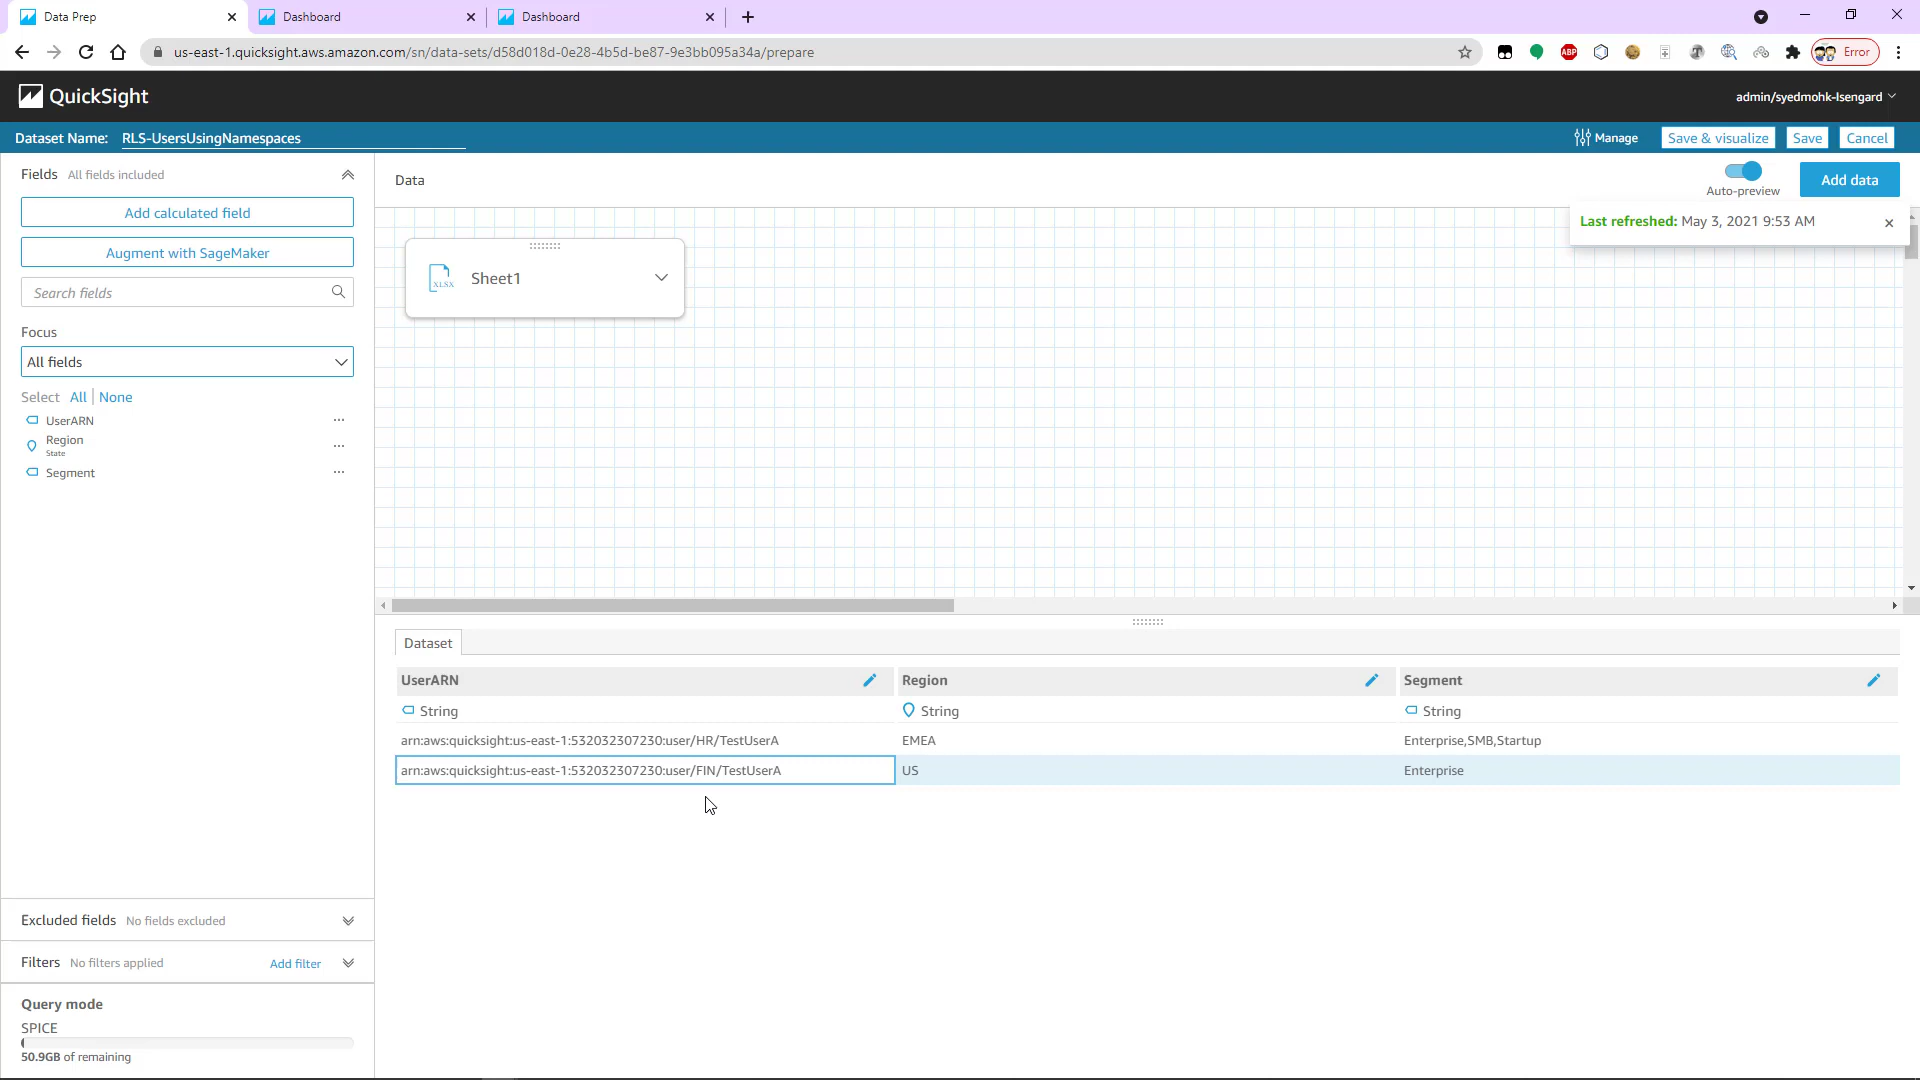 Data Prep
Dashboard
Dashboard
us-east-1.quicksight.aws.amazon.com/sn/data-sets/d58d018d-0e28-4b5d-be87-9e3bb095a34a/prepare
ABP
Error
QuickSight
admin/syedmohk-Isengard
Dataset Name: RLS-UsersUsingNamespaces
Manage
Save & visualize
Save
Cancel
Fields All fields included
Data
Auto-preview
Add data
Add calculated field
Last refreshed: May 3, 2021 9:53 AM
Augment with SageMaker
XLSX
Sheet1
Search fields
Focus
All fields
Select All | None
UserARN
Region
State
Segment
Dataset
UserARN Region Segment
String String String
arn:aws:quicksight:us-east-1:532032307230:user/HR/TestUserA EMEA Enterprise,SMB,Startup
arn:aws:quicksight:us-east-1:532032307230:user/FIN/TestUserA US Enterprise
Excluded fields No fields excluded
Filters No filters applied Add filter
Query mode
SPICE
50.9GB of remaining